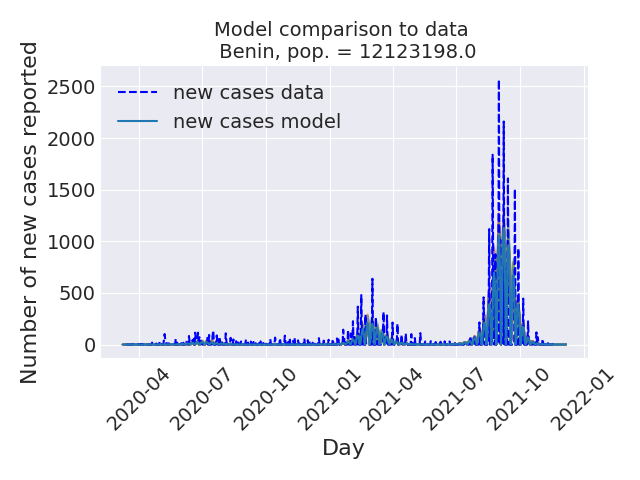 Model comparison to data
Benin, pop. = 12123198.0
Number of new cases reported
2500
2000
1500
1000
500
0
new cases data
new cases model
2020-04
2020-07
2020-10
2021-01
2021-04
2021-07
2021-10
2022-01
Day